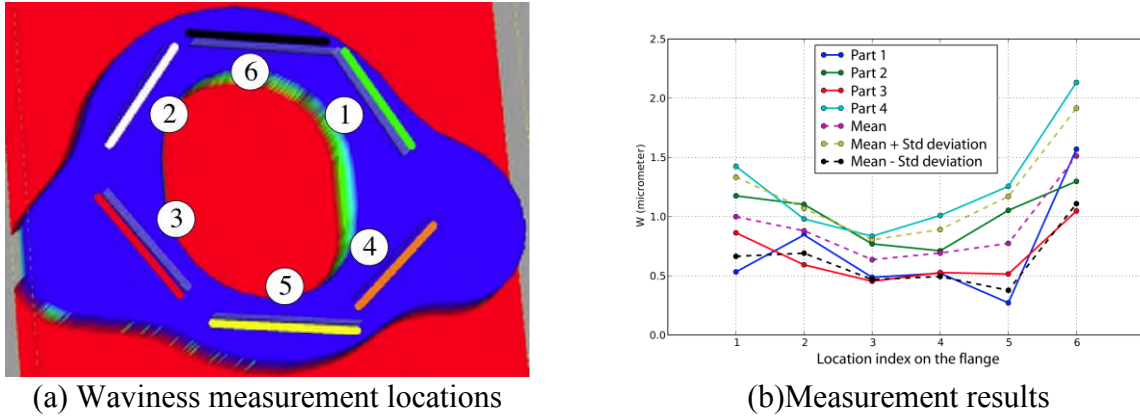 6
1
2
3
4
5
(a) Waviness measurement locations
2.5
2.0
1.5
1.0
0.5
0.0
W (micrometer)
Part 1
Part 2
Part 3
Part 4
Mean
Mean + Std deviation
Mean - Std deviation
1 2 3 4 5 6
Location index on the flange
(b)Measurement results